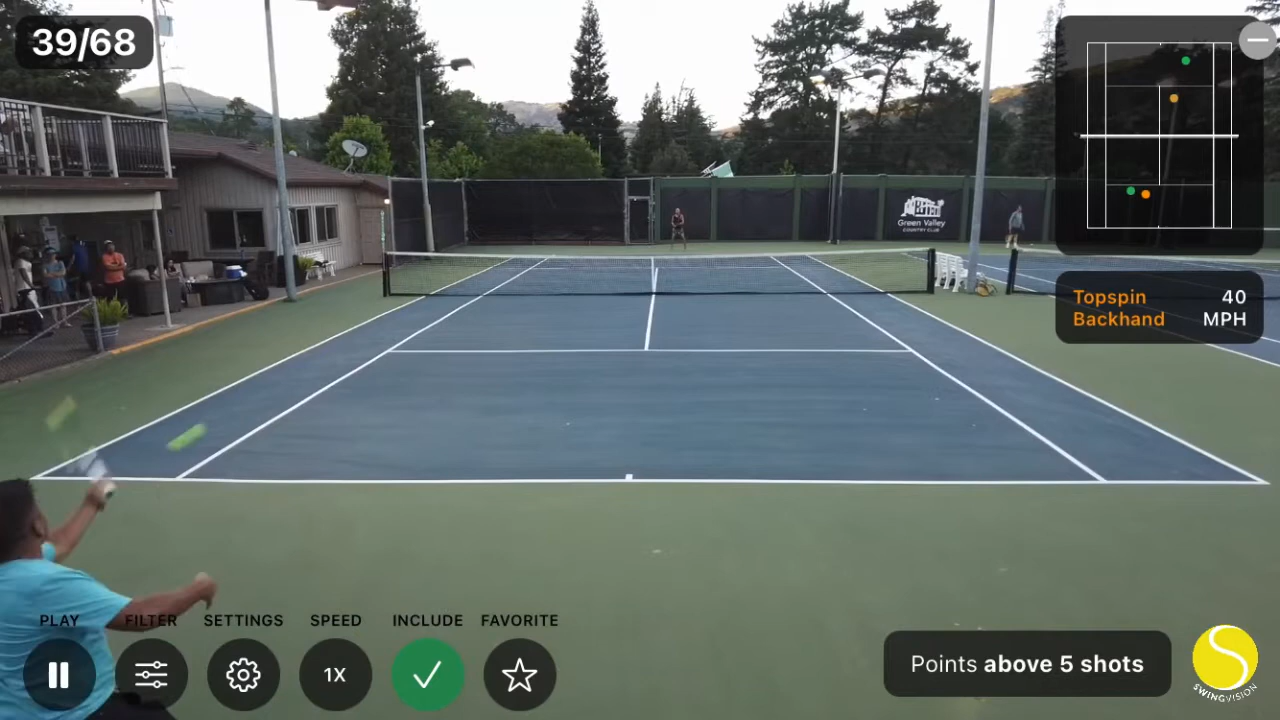 39/68
Green Valley
COUNTRY CLUB
Topspin 40
Backhand MPH
PLAY FILTER SETTINGS SPEED INCLUDE FAVORITE
1X
Points above 5 shots
S
SWINGVISION